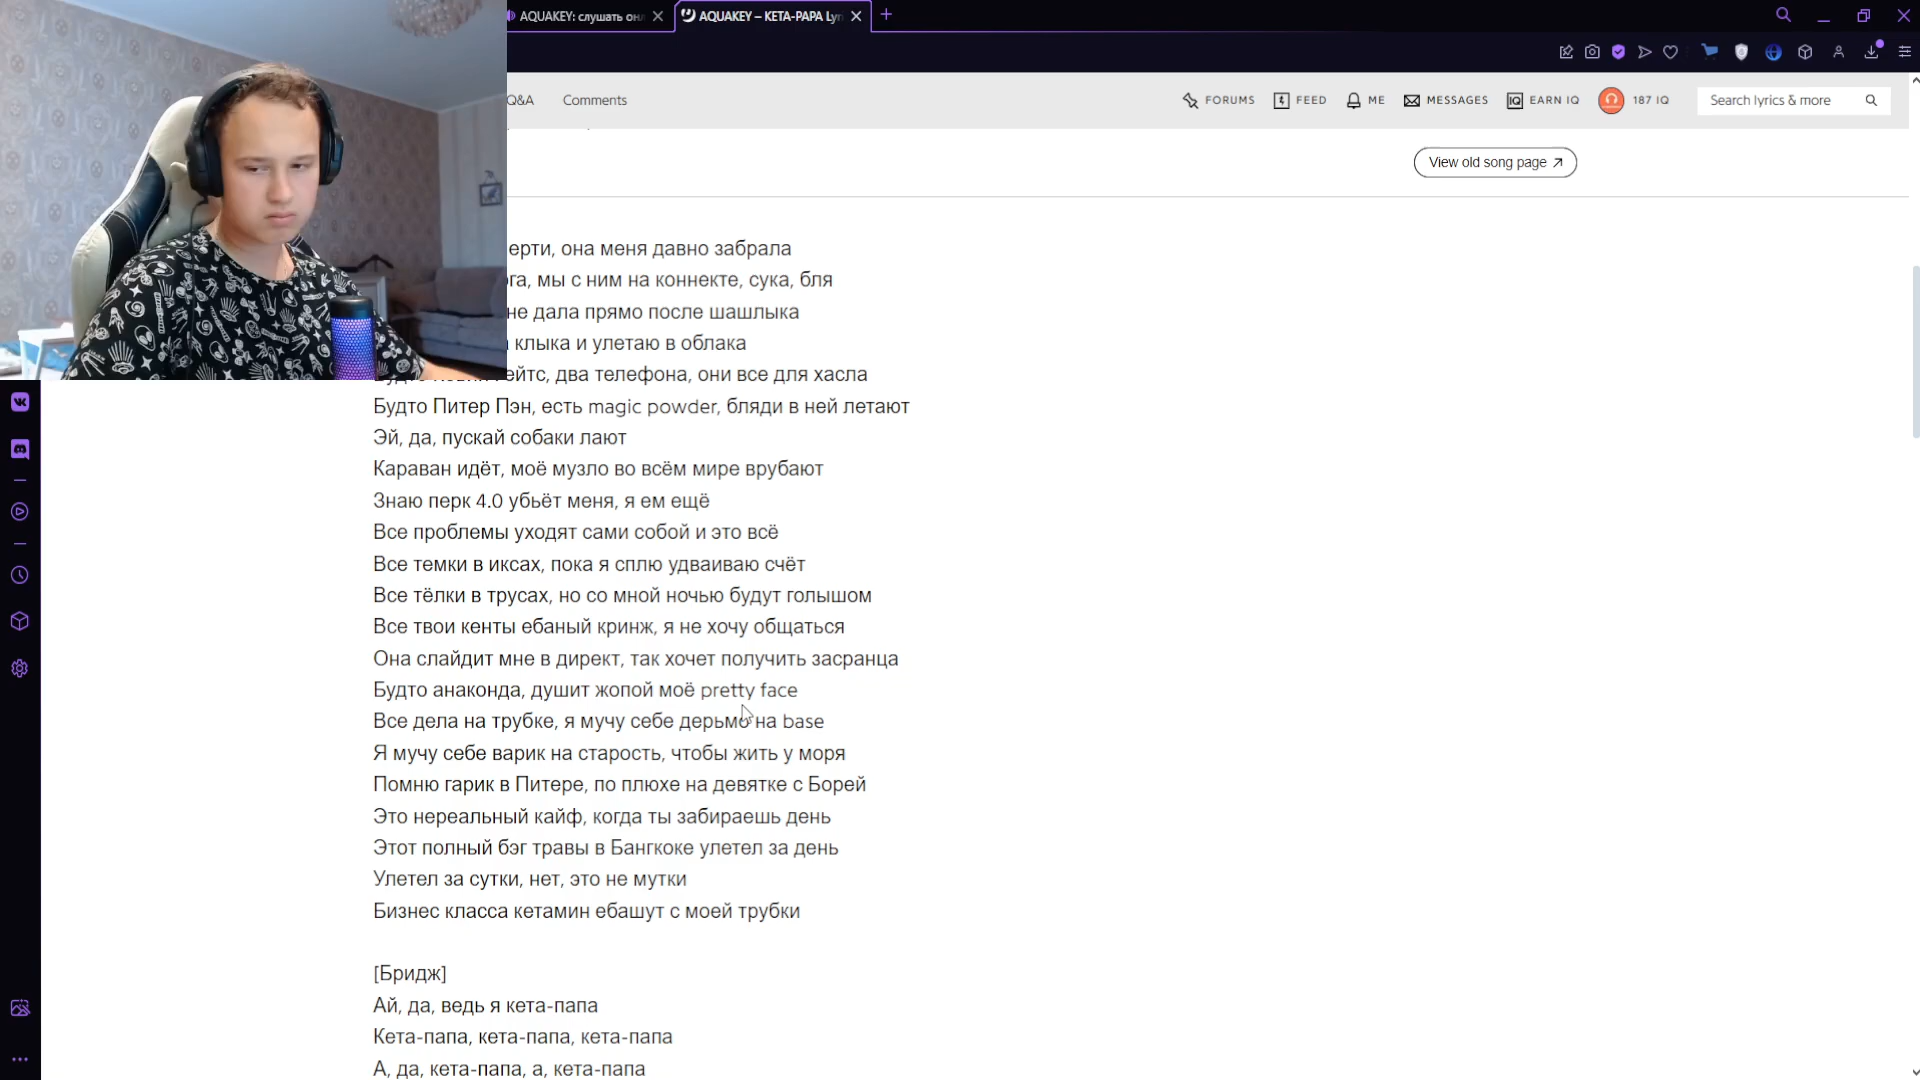 AQUAKEY: слушать онл
AQUAKEY – KETA-PAPA Lyr
Q&A
Comments
FORUMS
FEED
ME
MESSAGES
EARN IQ
187 IQ
Search lyrics & more
View old song page
ерти, она меня давно забрала
ога, мы с ним на коннекте, сука, бля
не дала прямо после шашлыка
клыка и улетаю в облака
ейтс, два телефона, они все для хасла
Будто Питер Пэн, есть magic powder, бляди в ней летают
Эй, да, пускай собаки лают
Караван идёт, моё музло во всём мире врубают
Знаю перк 4.0 убьёт меня, я ем ещё
Все проблемы уходят сами собой и это всё
Все темки в иксах, пока я сплю удваиваю счёт
Все тёлки в трусах, но со мной ночью будут голышом
Все твои кенты ебаный кринж, я не хочу общаться
Она слайдит мне в директ, так хочет получить засранца
Будто анаконда, душит жопой моё pretty face
Все дела на трубке, я мучу себе дерьмо на base
Я мучу себе варик на старость, чтобы жить у моря
Помню гарик в Питере, по плюхе на девятке с Борей
Это нереальный кайф, когда ты забираешь день
Этот полный бэг травы в Бангкоке улетел за день
Улетел за сутки, нет, это не мутки
Бизнес класса кетамин ебашут с моей трубки
[Бридж]
Ай, да, ведь я кета-папа
Кета-папа, кета-папа, кета-папа
А, да, кета-папа, а, кета-папа